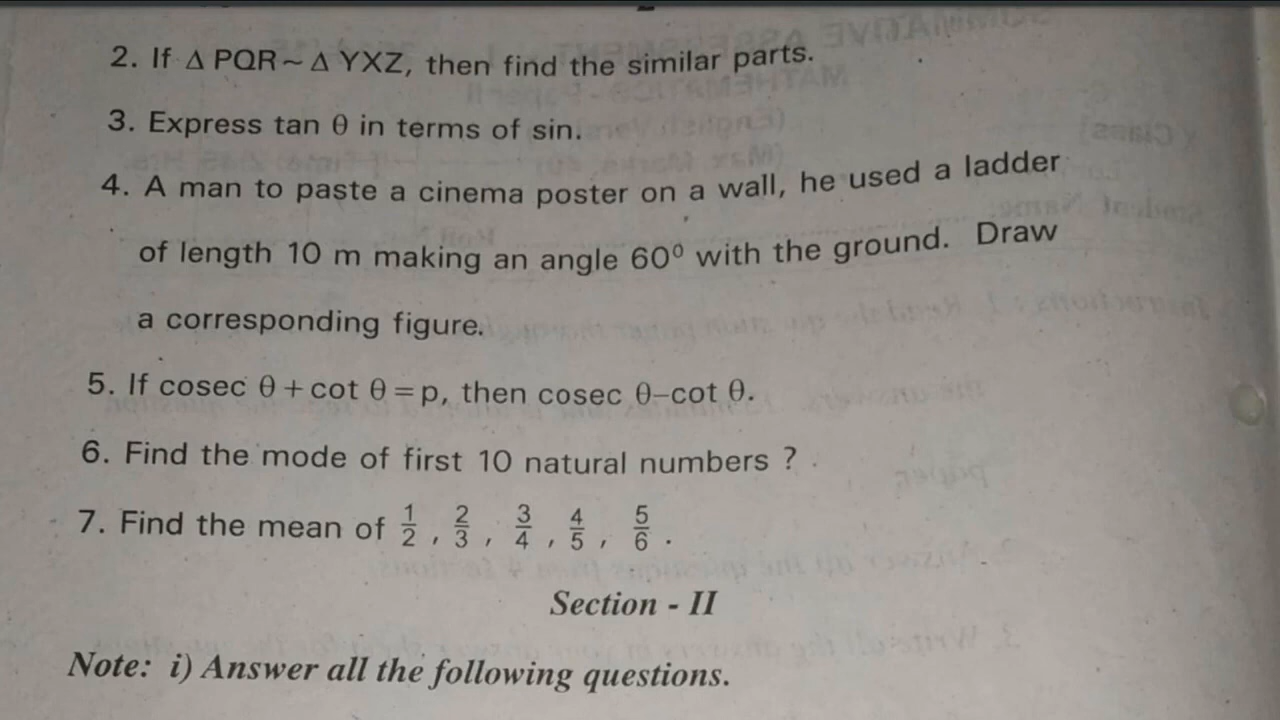 2. If Δ PQR ~ Δ YXZ, then find the similar parts.
3. Express tan θ in terms of sin.
4. A man to paste a cinema poster on a wall, he used a ladder
of length 10 m making an angle 60⁰ with the ground. Draw
a corresponding figure.
5. If cosec θ + cot θ = p, then cosec θ–cot θ.
6. Find the mode of first 10 natural numbers ?
7. Find the mean of 1/2, 2/3, 3/4, 4/5, 5/6.
Section - II
Note: i) Answer all the following questions.